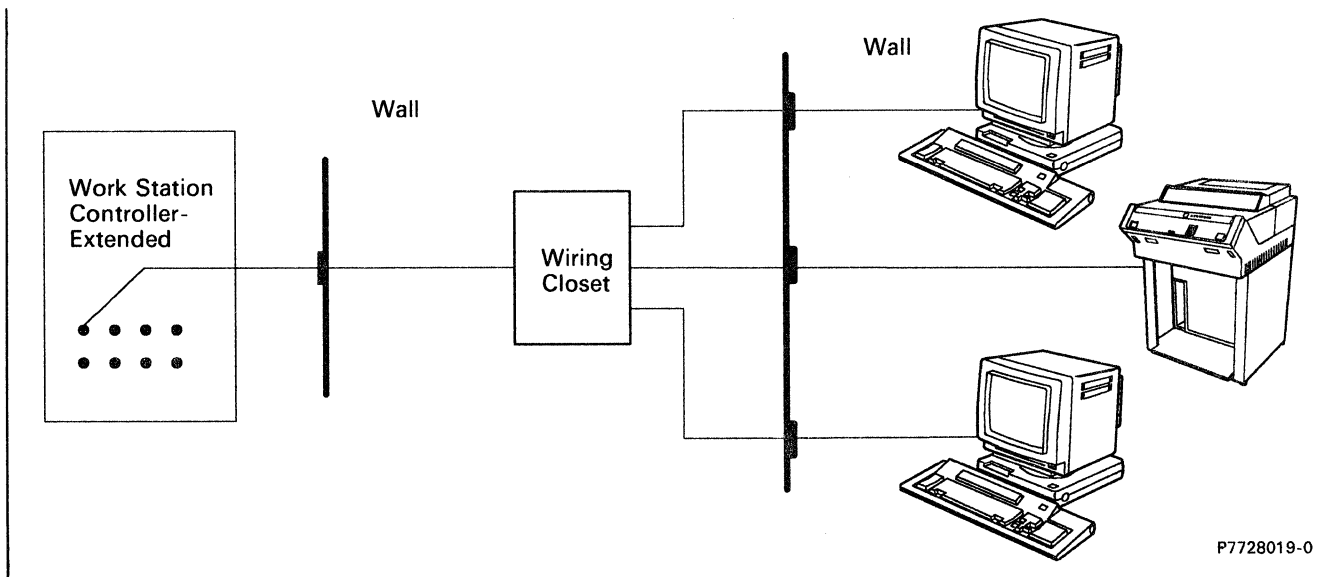 Wall
Wall
Work Station
Controller-
Extended
Wiring
Closet
P7728019-0